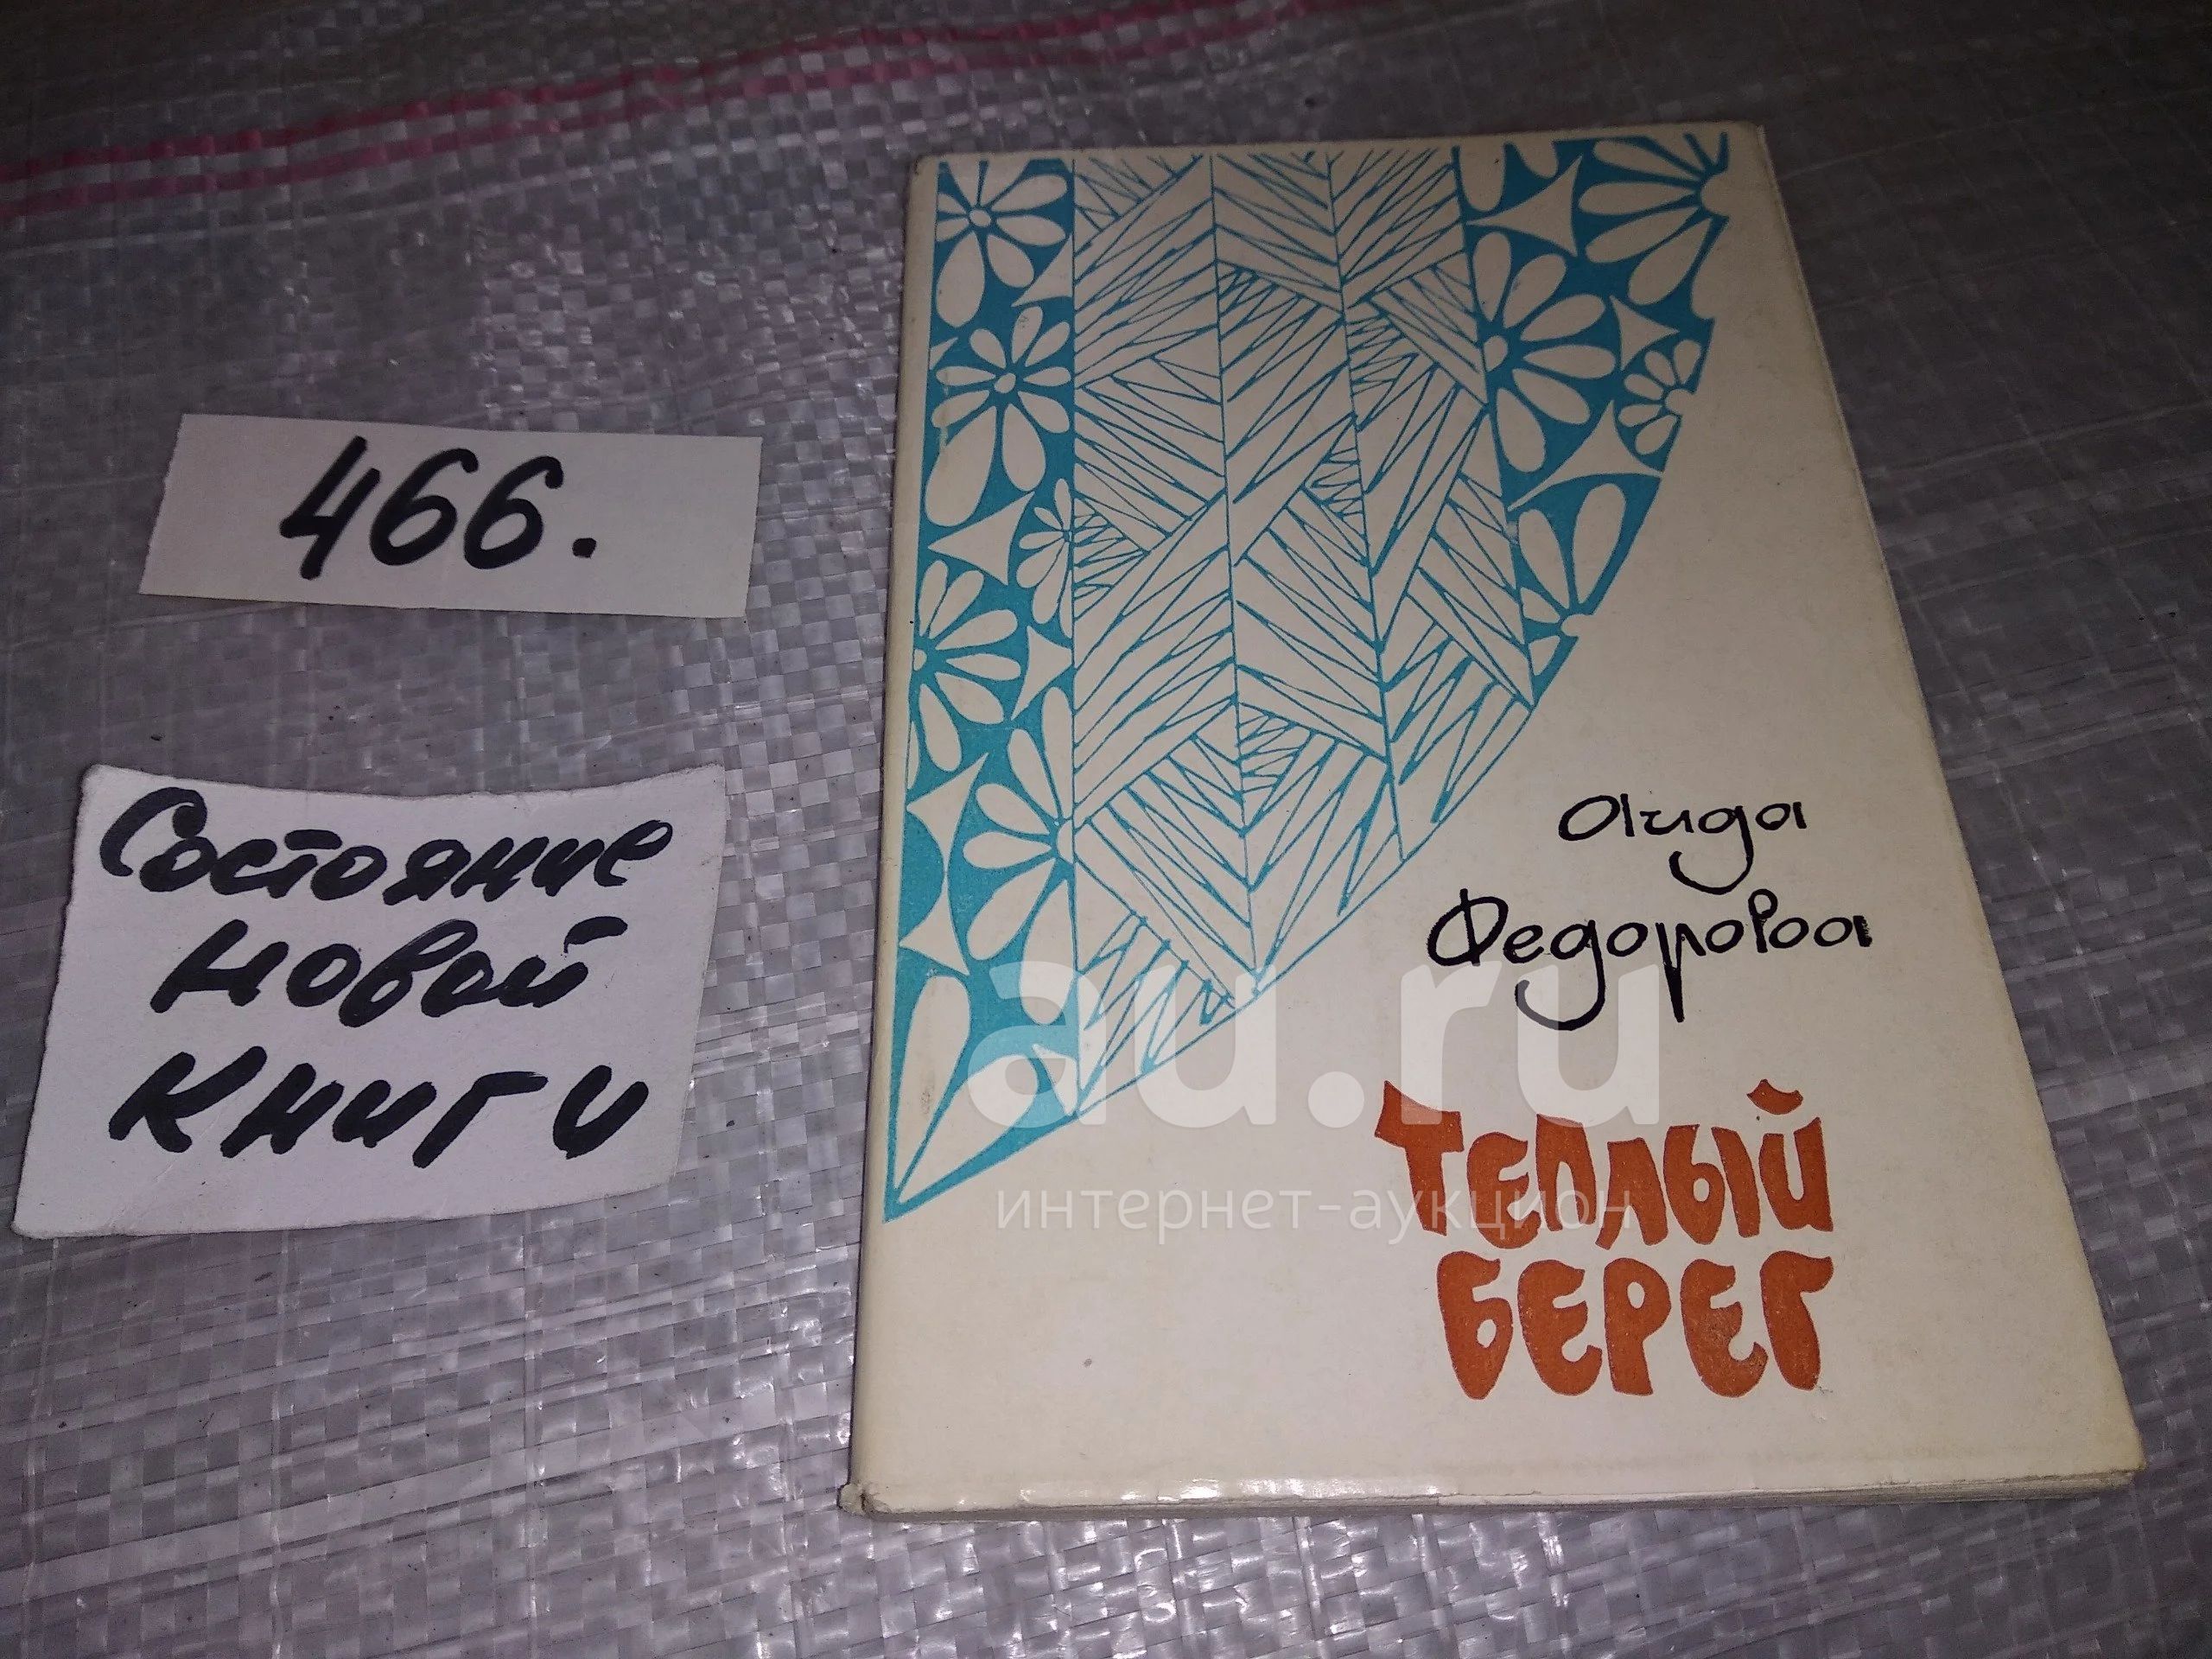 466.
Состояние
новой
книги
Аида
Федорова
ТЕПЛЫЙ
БЕРЕГ
au.ru
интернет-аукцион